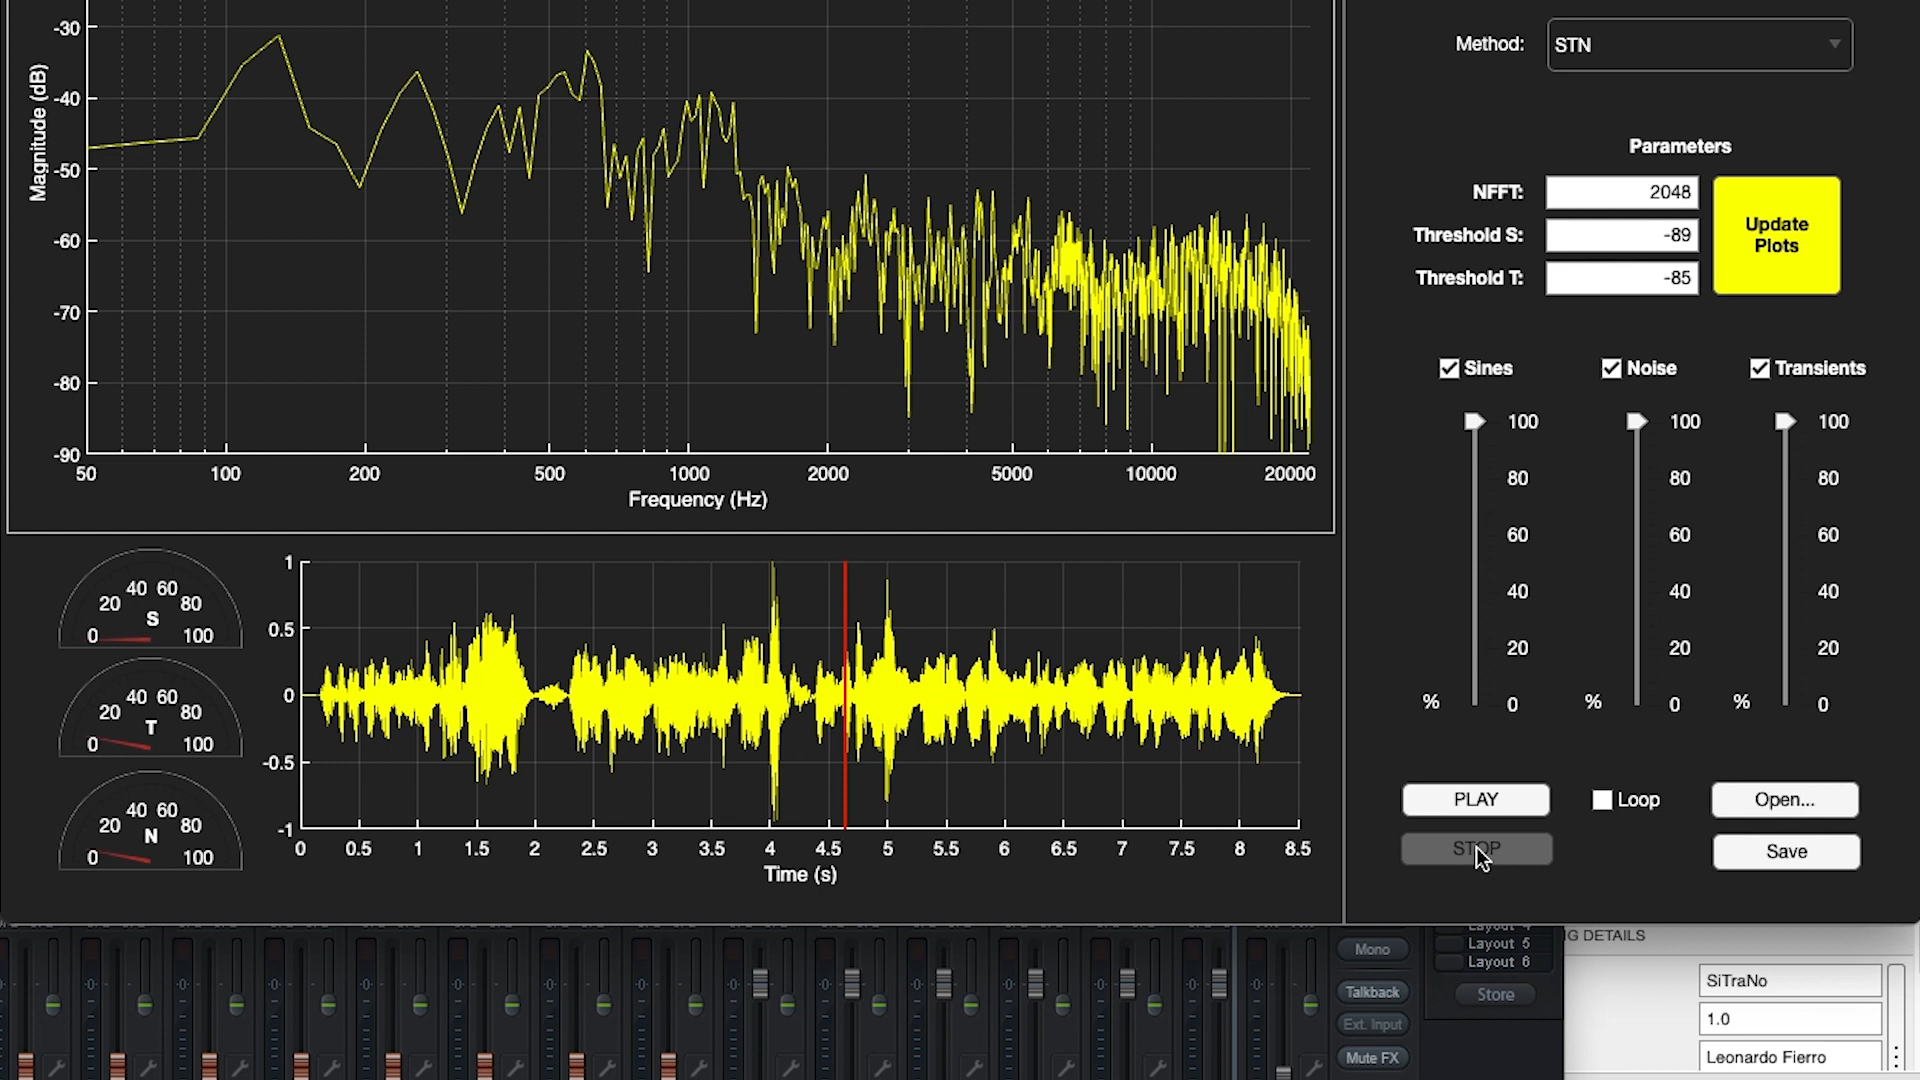 Magnitude (dB)
-30
-40
-50
-60
-70
-80
-90
50 100 200 500 1000 2000 5000 10000 20000
Frequency (Hz)
Method: STN
Parameters
NFFT: 2048
Threshold S: -89
Threshold T: -85
Update
Plots
Sines Noise Transients
100 100 100
80 80 80
60 60 60
40 40 40
20 20 20
% 0 % 0 % 0
0 20 40 60 80 100
S
0 20 40 60 80 100
T
0 20 40 60 80 100
N
1
0.5
0
-0.5
-1
0 0.5 1 1.5 2 2.5 3 3.5 4 4.5 5 5.5 6 6.5 7 7.5 8 8.5
Time (s)
PLAY Loop Open...
STOP Save
Mono
Talkback
Ext. Input
Mute FX
Layout 5
Layout 6
Store
G DETAILS
SiTraNo
1.0
Leonardo Fierro